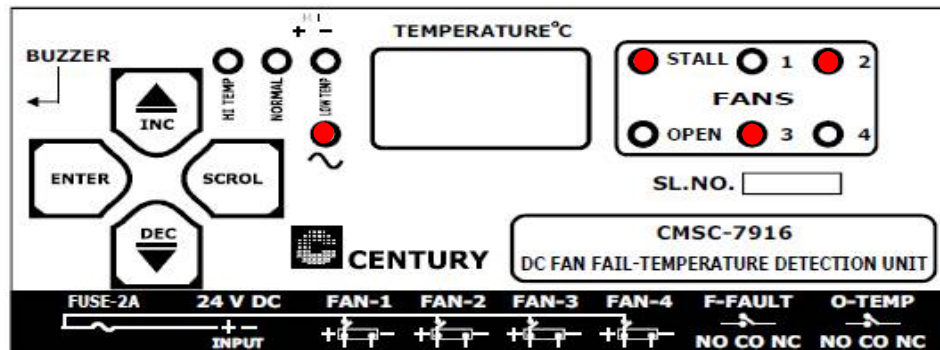 TEMPERATURE°C
+ -
BUZZER
HI TEMP
NORMAL
LOW TEMP
STALL 1 2
FANS
OPEN 3 4
INC
ENTER
SCROL
DEC
SL.NO.
CENTURY
CMSC-7916
DC FAN FAIL-TEMPERATURE DETECTION UNIT
FUSE-2A 24 V DC FAN-1 FAN-2 FAN-3 FAN-4 F-FAULT O-TEMP
+ - + - + - + - + -
INPUT NO CO NC NO CO NC